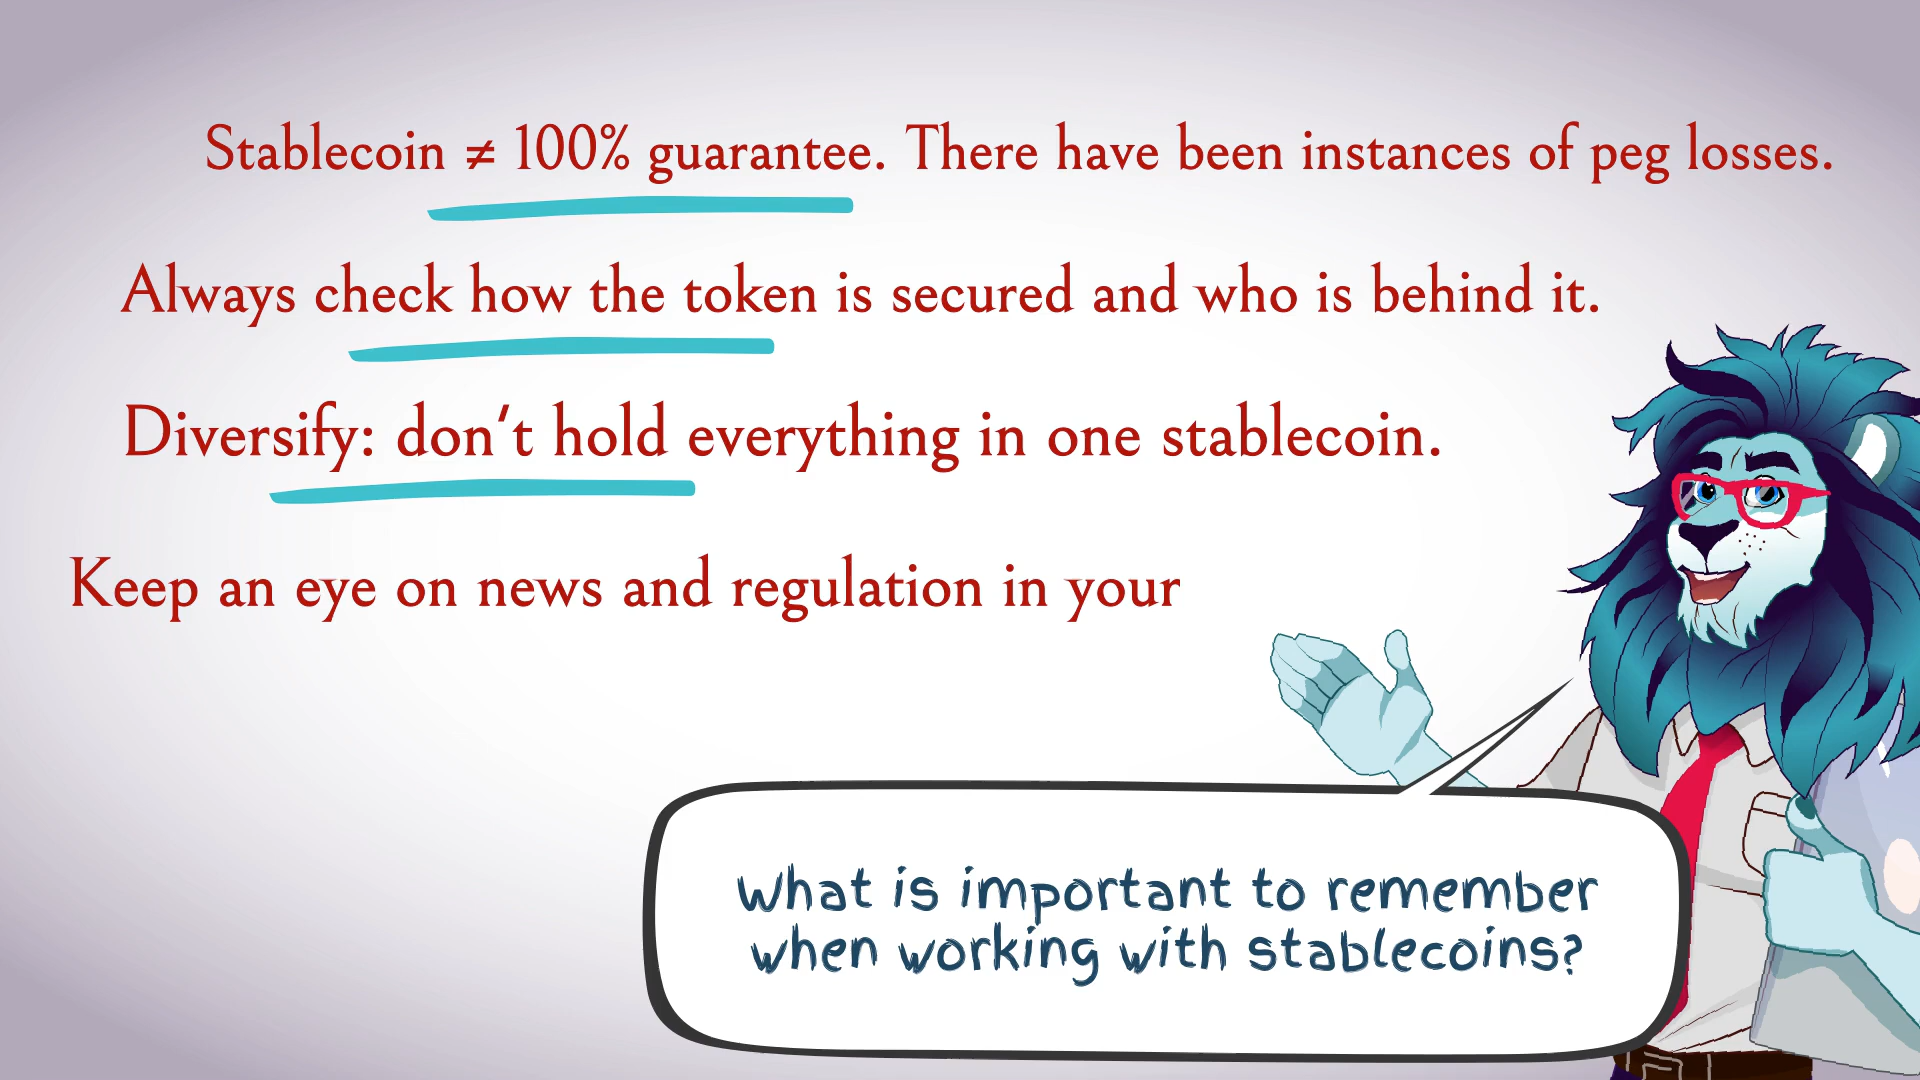 Stablecoin ≠ 100% guarantee. There have been instances of peg losses.
Always check how the token is secured and who is behind it.
Diversify: don't hold everything in one stablecoin.
Keep an eye on news and regulation in your
What is important to remember
when working with stablecoins?